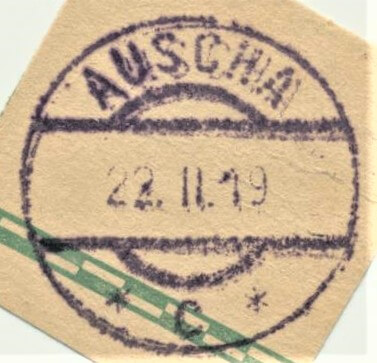 AUSCHA
22. II. 19
* C *